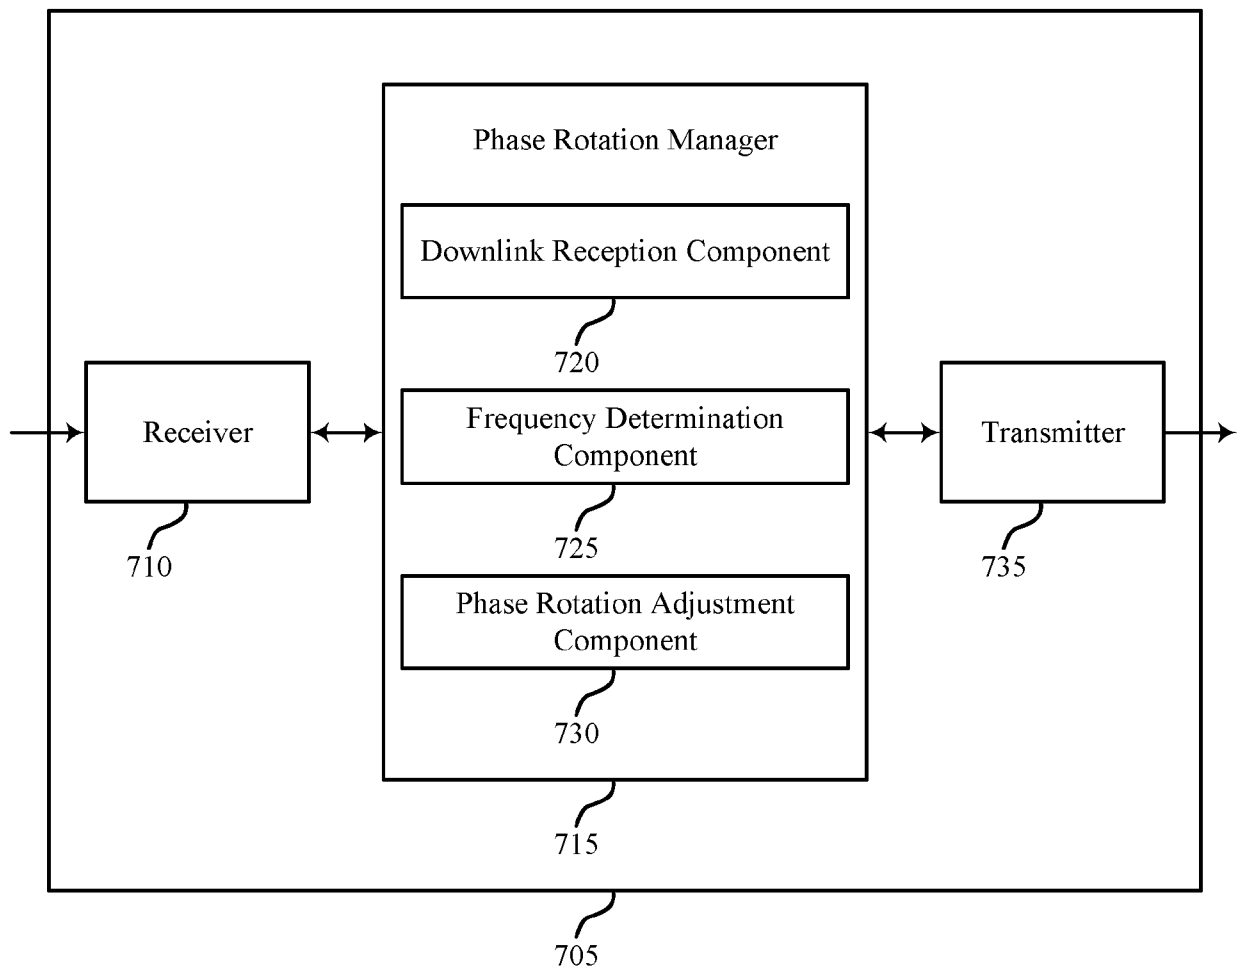 Phase Rotation Manager
Downlink Reception Component
720
Receiver
710
Frequency Determination
Component
725
Transmitter
735
Phase Rotation Adjustment
Component
730
715
705